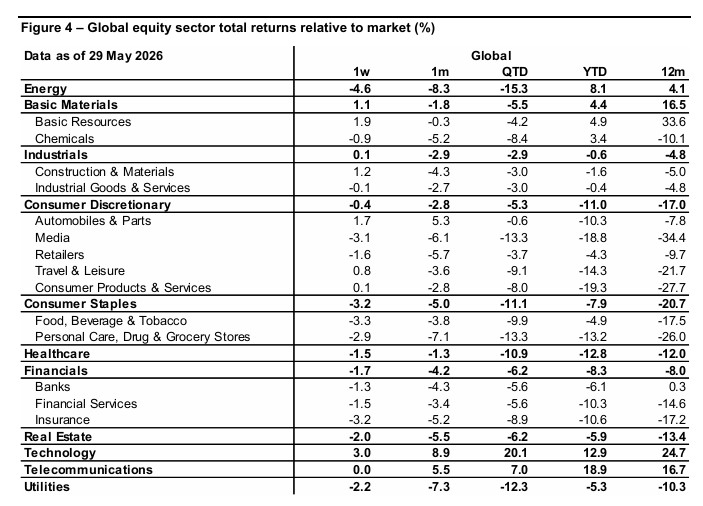 Figure 4 – Global equity sector total returns relative to market (%)
Data as of 29 May 2026 Global
1w 1m QTD YTD 12m
Energy -4.6 -8.3 -15.3 8.1 4.1
Basic Materials 1.1 -1.8 -5.5 4.4 16.5
Basic Resources 1.9 -0.3 -4.2 4.9 33.6
Chemicals -0.9 -5.2 -8.4 3.4 -10.1
Industrials 0.1 -2.9 -2.9 -0.6 -4.8
Construction & Materials 1.2 -4.3 -3.0 -1.6 -5.0
Industrial Goods & Services -0.1 -2.7 -3.0 -0.4 -4.8
Consumer Discretionary -0.4 -2.8 -5.3 -11.0 -17.0
Automobiles & Parts 1.7 5.3 -0.6 -10.3 -7.8
Media -3.1 -6.1 -13.3 -18.8 -34.4
Retailers -1.6 -5.7 -3.7 -4.3 -9.7
Travel & Leisure 0.8 -3.6 -9.1 -14.3 -21.7
Consumer Products & Services 0.1 -2.8 -8.0 -19.3 -27.7
Consumer Staples -3.2 -5.0 -11.1 -7.9 -20.7
Food, Beverage & Tobacco -3.3 -3.8 -9.9 -4.9 -17.5
Personal Care, Drug & Grocery Stores -2.9 -7.1 -13.3 -13.2 -26.0
Healthcare -1.5 -1.3 -10.9 -12.8 -12.0
Financials -1.7 -4.2 -6.2 -8.3 -8.0
Banks -1.3 -4.3 -5.6 -6.1 0.3
Financial Services -1.5 -3.4 -5.6 -10.3 -14.6
Insurance -3.2 -5.2 -8.9 -10.6 -17.2
Real Estate -2.0 -5.5 -6.2 -5.9 -13.4
Technology 3.0 8.9 20.1 12.9 24.7
Telecommunications 0.0 5.5 7.0 18.9 16.7
Utilities -2.2 -7.3 -12.3 -5.3 -10.3